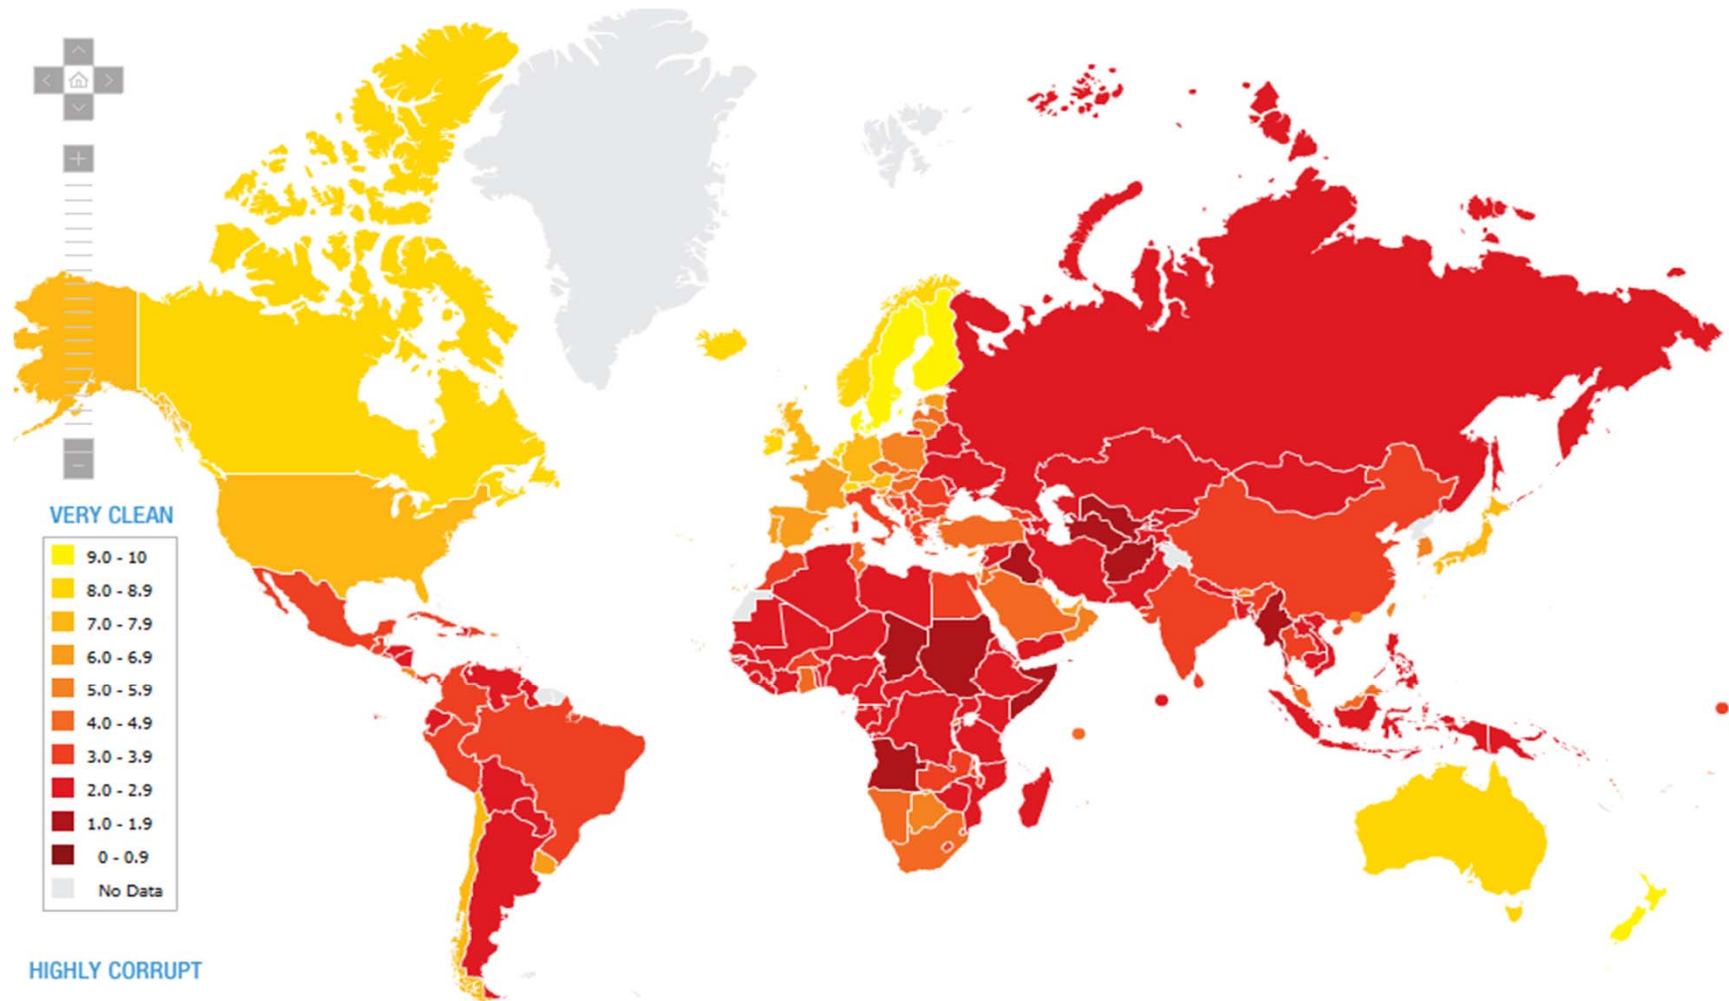 VERY CLEAN
9.0 - 10
8.0 - 8.9
7.0 - 7.9
6.0 - 6.9
5.0 - 5.9
4.0 - 4.9
3.0 - 3.9
2.0 - 2.9
1.0 - 1.9
0 - 0.9
No Data
HIGHLY CORRUPT